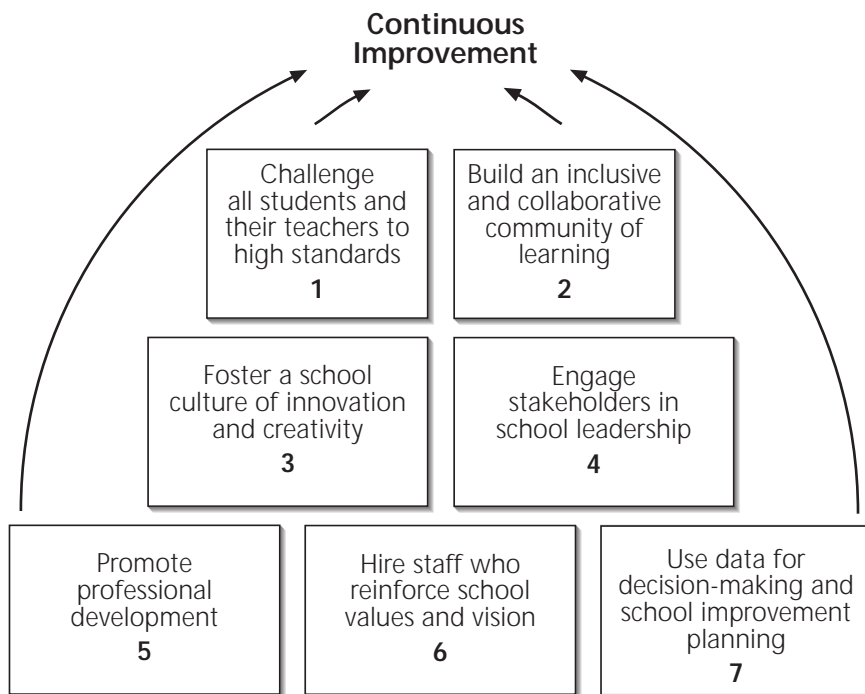 Continuous
Improvement
Challenge
all students and
their teachers to
high standards
1
Build an inclusive
and collaborative
community of
learning
2
Foster a school
culture of innovation
and creativity
3
Engage
stakeholders in
school leadership
4
Promote
professional
development
5
Hire staff who
reinforce school
values and vision
6
Use data for
decision-making and
school improvement
planning
7